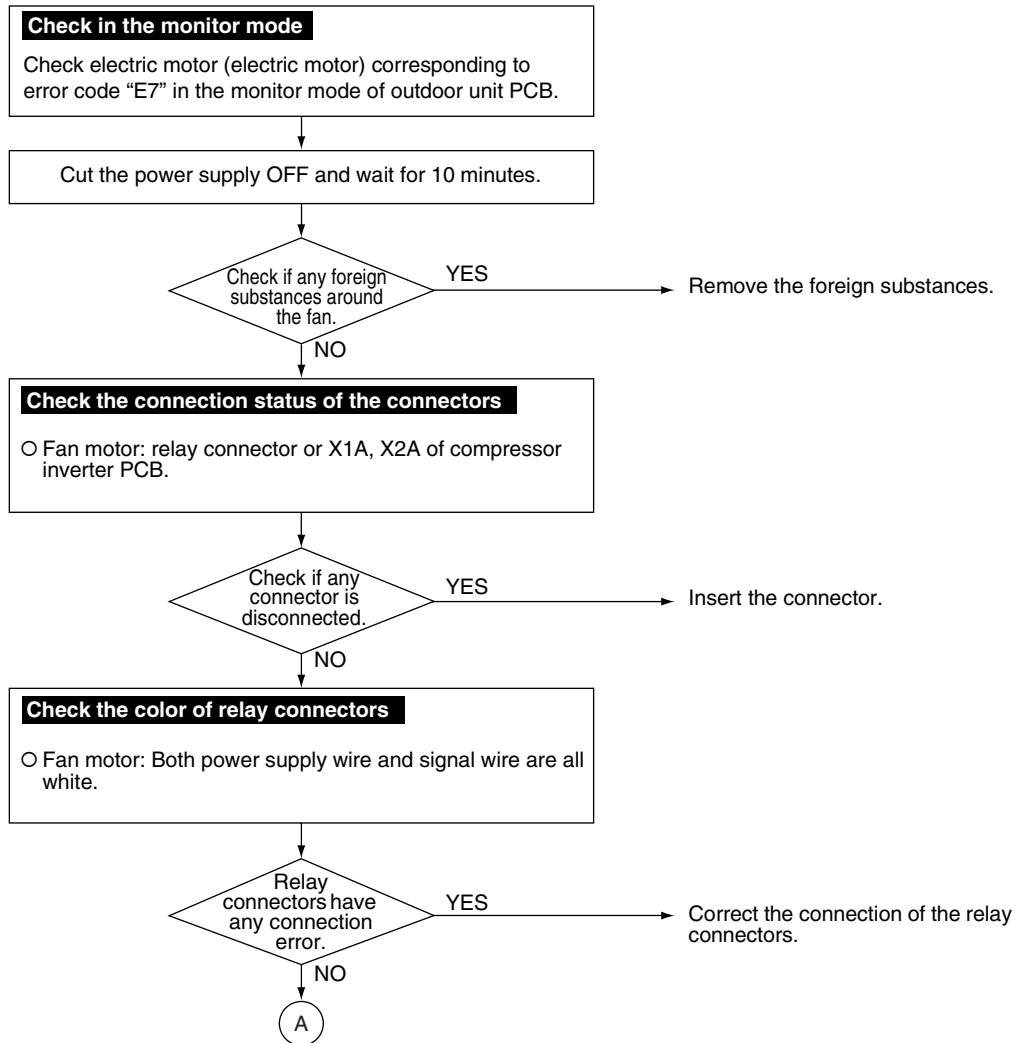 Check in the monitor mode
Check electric motor (electric motor) corresponding to
error code “E7” in the monitor mode of outdoor unit PCB.
Cut the power supply OFF and wait for 10 minutes.
Check if any foreign
substances around
the fan.
YES
Remove the foreign substances.
NO
Check the connection status of the connectors
○ Fan motor: relay connector or X1A, X2A of compressor
inverter PCB.
Check if any
connector is
disconnected.
YES
Insert the connector.
NO
Check the color of relay connectors
○ Fan motor: Both power supply wire and signal wire are all
white.
Relay
connectors have
any connection
error.
YES
Correct the connection of the relay
connectors.
NO
A